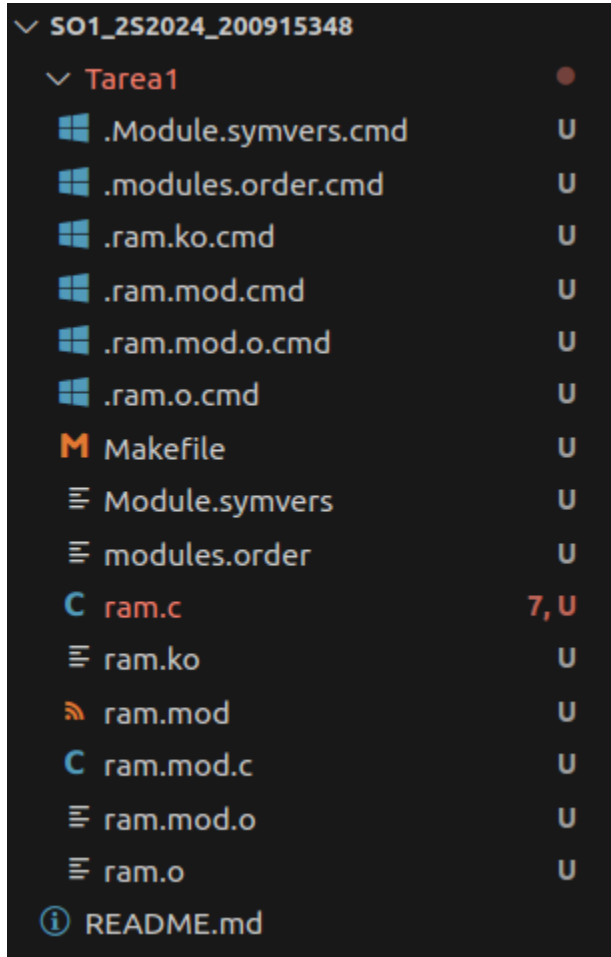 SO1_2S2024_200915348
Tarea1
.Module.symvers.cmd U
.modules.order.cmd U
.ram.ko.cmd U
.ram.mod.cmd U
.ram.mod.o.cmd U
.ram.o.cmd U
M Makefile U
Module.symvers U
modules.order U
C ram.c 7, U
ram.ko U
ram.mod U
C ram.mod.c U
ram.mod.o U
ram.o U
README.md